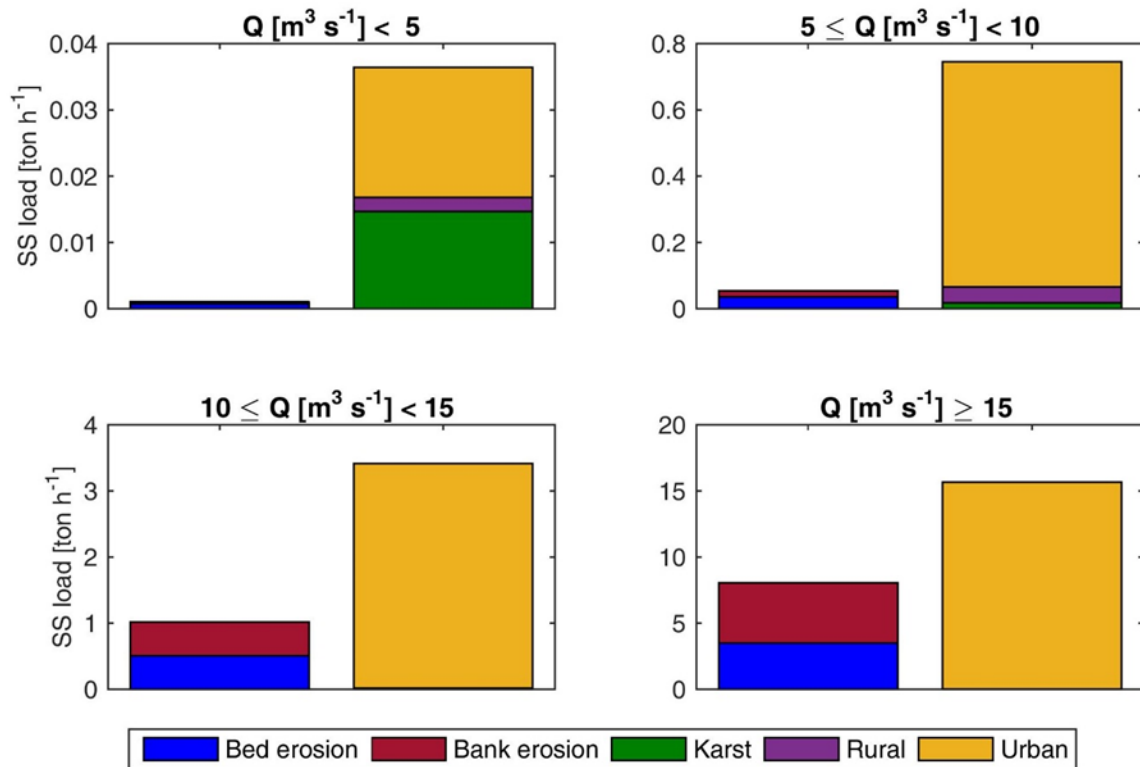 Q [m³ s⁻¹] < 5
SS load [ton h⁻¹]
0.04
0.03
0.02
0.01
0
5 ≤ Q [m³ s⁻¹] < 10
0.8
0.6
0.4
0.2
0
10 ≤ Q [m³ s⁻¹] < 15
SS load [ton h⁻¹]
4
3
2
1
0
Q [m³ s⁻¹] ≥ 15
20
15
10
5
0
Bed erosion Bank erosion Karst Rural Urban